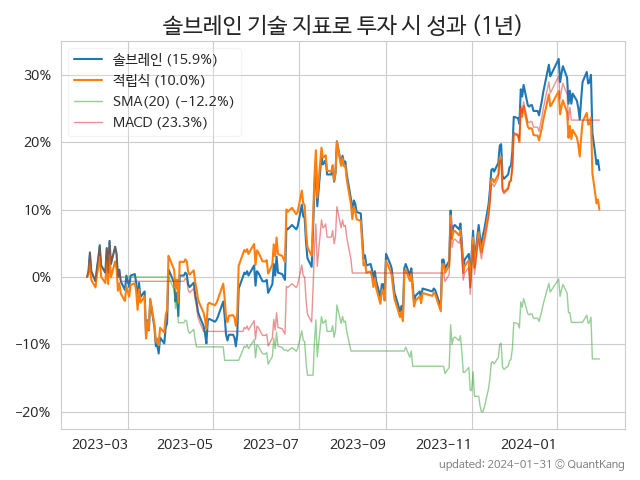 솔브레인 기술 지표로 투자 시 성과 (1년)
솔브레인 (15.9%)
적립식 (10.0%)
SMA(20) (−12.2%)
MACD (23.3%)
30%
20%
10%
0%
−10%
−20%
2023-03
2023-05
2023-07
2023-09
2023-11
2024-01
updated: 2024-01-31 © QuantKang